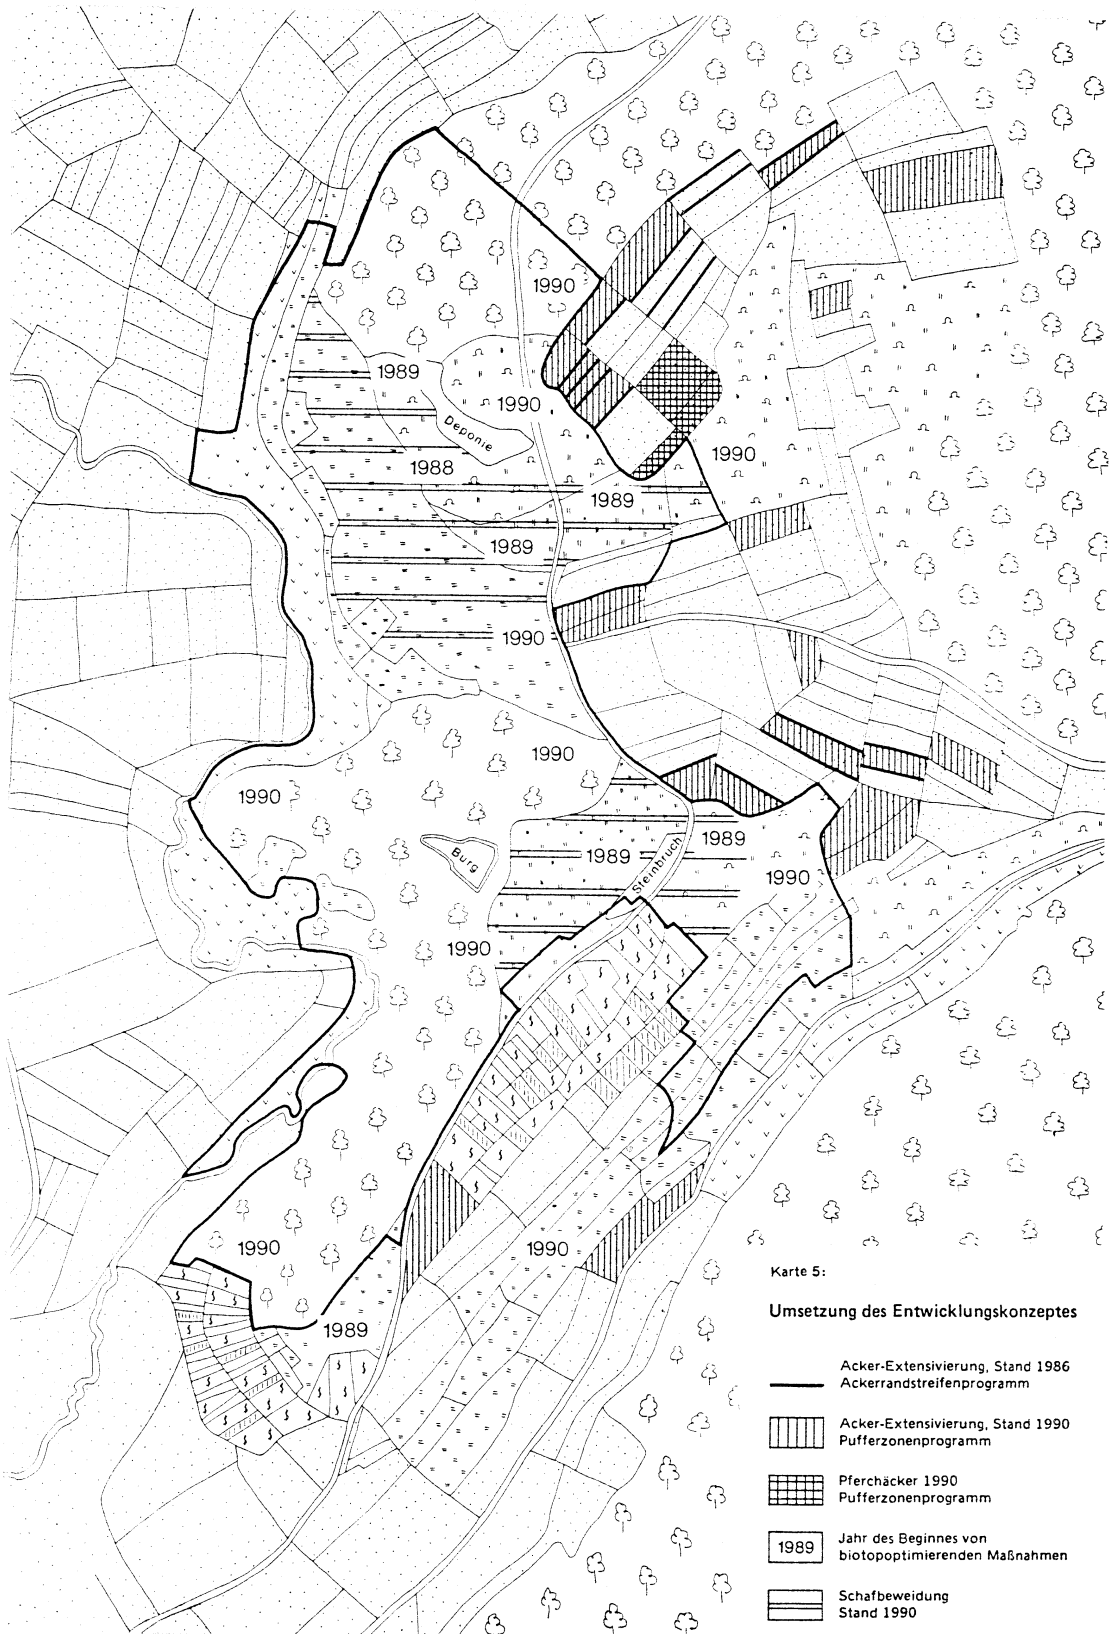 1990
1989
1990
Deponie
1990
1988
1989
1989
1990
1990
1990
1989
Burg
1989
Steinbruch
1990
1990
1990
1990
1989
Karte 5:
Umsetzung des Entwicklungskonzeptes
Acker-Extensivierung, Stand 1986
Ackerrandstreifenprogramm
Acker-Extensivierung, Stand 1990
Pufferzonenprogramm
Pferchäcker 1990
Pufferzonenprogramm
1989
Jahr des Beginnes von
biotopoptimierenden Maßnahmen
Schafbeweidung
Stand 1990